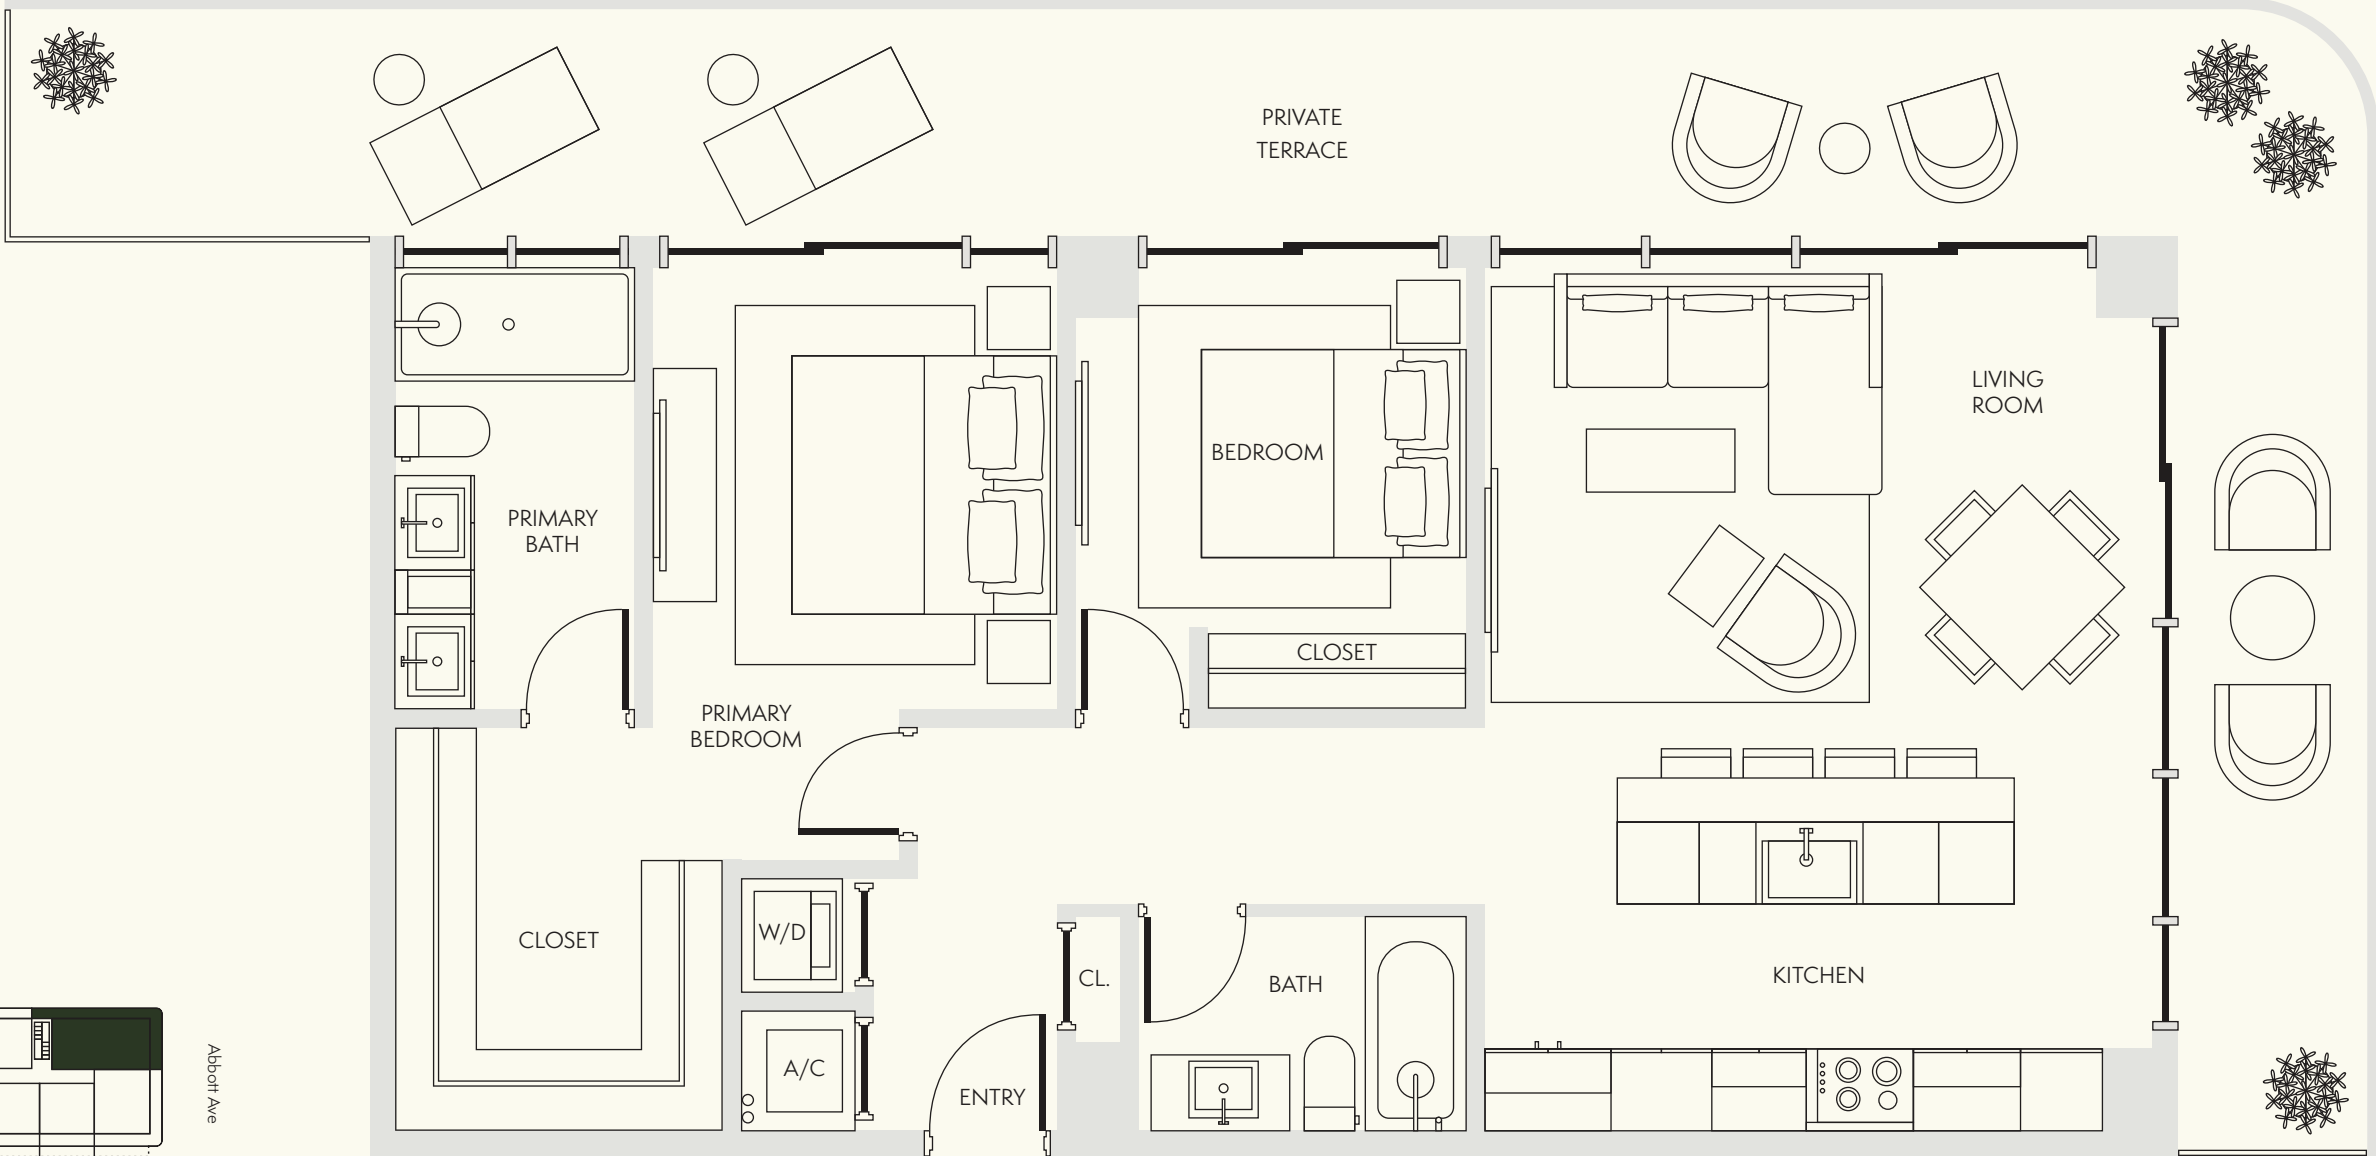 PRIVATE
TERRACE
LIVING
ROOM
BEDROOM
PRIMARY
BATH
CLOSET
PRIMARY
BEDROOM
W/D
CLOSET
CL.
BATH
KITCHEN
A/C
ENTRY
Abbott Ave